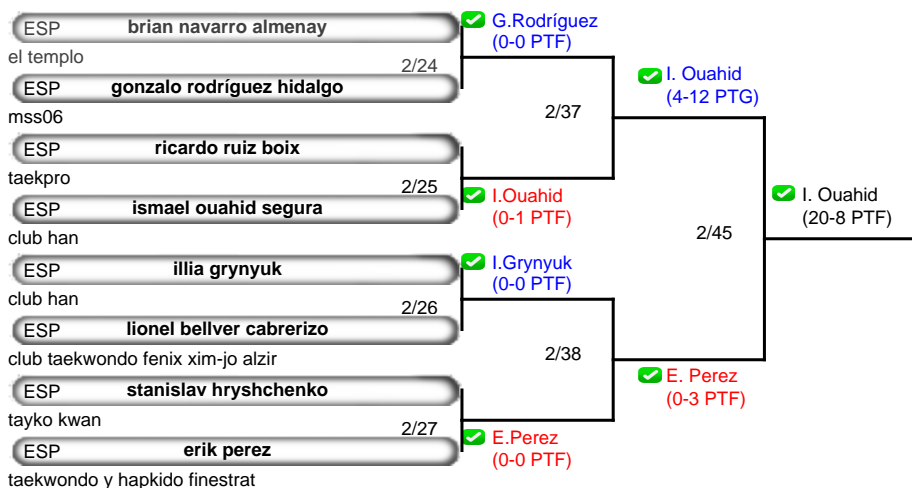 ESP brian navarro almenay
el templo
2/24
ESP gonzalo rodríguez hidalgo
mss06
ESP ricardo ruiz boix
taekpro
2/25
ESP ismael ouahid segura
club han
ESP illia grynyuk
club han
2/26
ESP lionel bellver cabrerizo
club taekwondo fenix xim-jo alzir
ESP stanislav hryshchenko
tayko kwan
2/27
ESP erik perez
taekwondo y hapkido finestrat
G.Rodríguez
(0-0 PTF)
2/37
I.Ouahid
(0-1 PTF)
I.Grynyuk
(0-0 PTF)
2/38
E.Perez
(0-0 PTF)
I. Ouahid
(4-12 PTG)
2/45
E. Perez
(0-3 PTF)
I. Ouahid
(20-8 PTF)